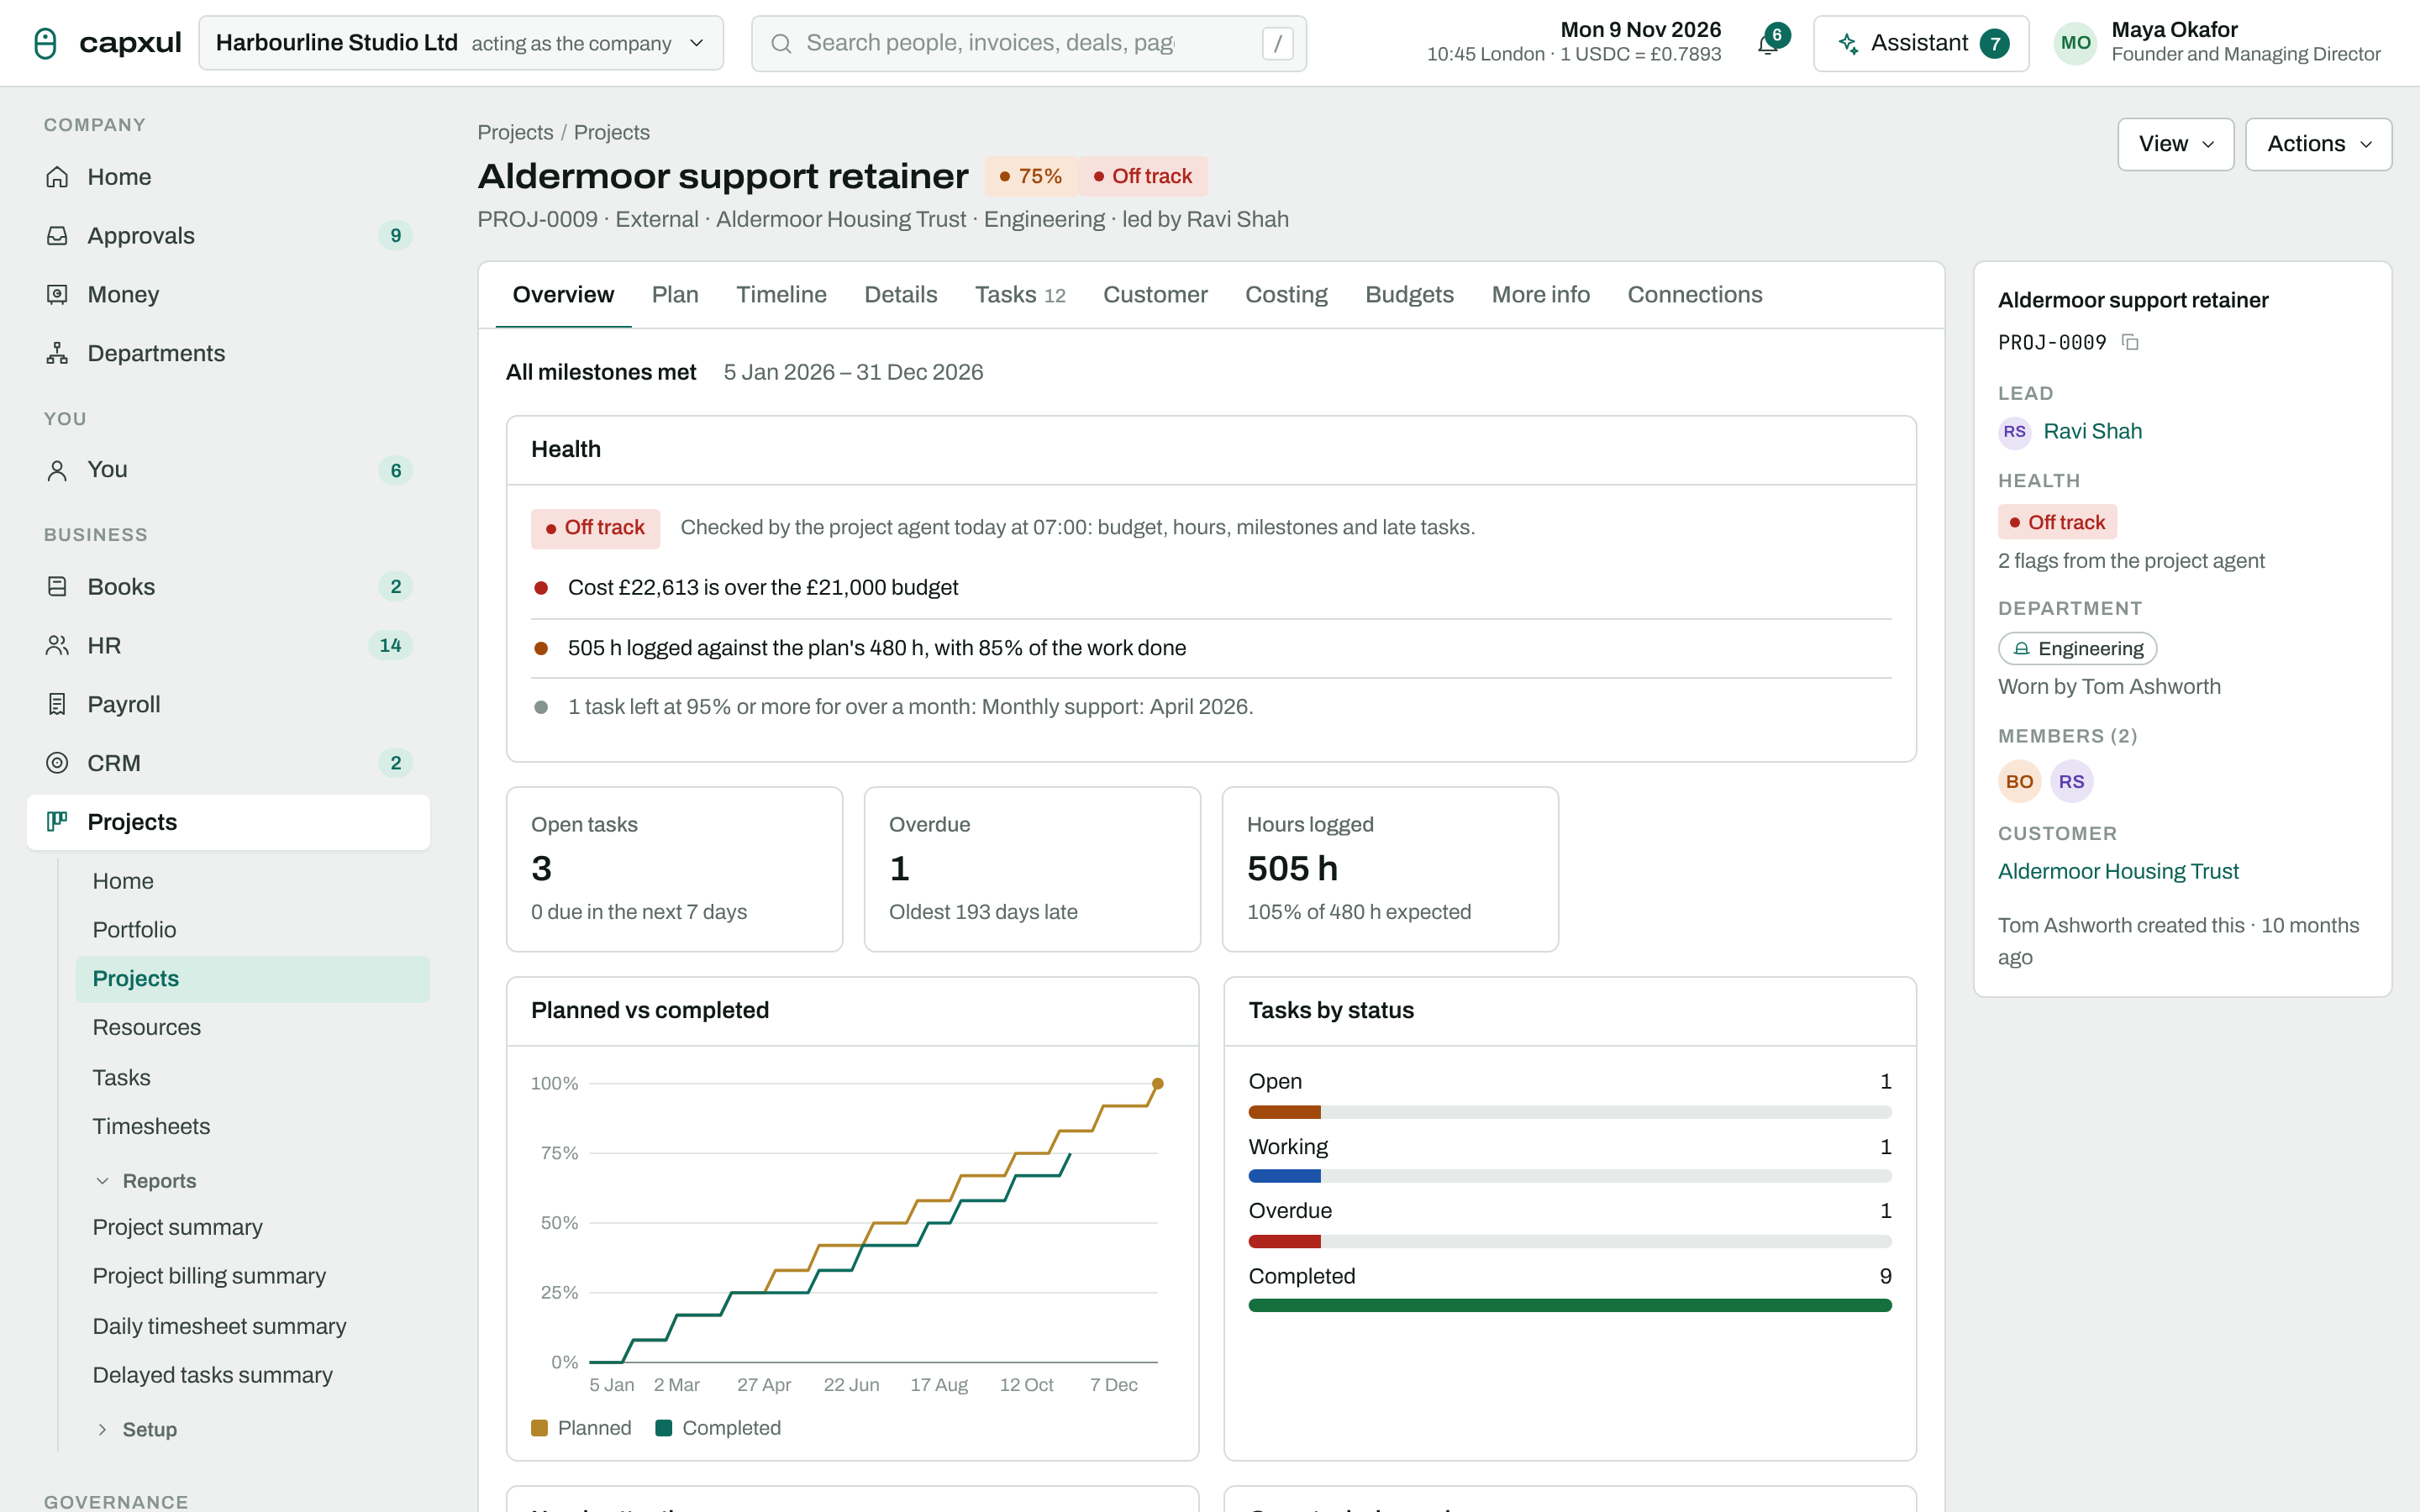 capxul
Harbourline Studio Ltd acting as the company
Search people, invoices, deals, pag
/
Mon 9 Nov 2026
10:45 London · 1 USDC = £0.7893
6
Assistant 7
MO
Maya Okafor
Founder and Managing Director
COMPANY
Home
Approvals 9
Money
Departments
YOU
You 6
BUSINESS
Books 2
HR 14
Payroll
CRM 2
Projects
Home
Portfolio
Projects
Resources
Tasks
Timesheets
Reports
Project summary
Project billing summary
Daily timesheet summary
Delayed tasks summary
Setup
GOVERNANCE
Projects / Projects
Aldermoor support retainer 75% Off track
PROJ-0009 · External · Aldermoor Housing Trust · Engineering · led by Ravi Shah
View
Actions
Overview Plan Timeline Details Tasks 12 Customer Costing Budgets More info Connections
All milestones met 5 Jan 2026 – 31 Dec 2026
Health
Off track Checked by the project agent today at 07:00: budget, hours, milestones and late tasks.
Cost £22,613 is over the £21,000 budget
505 h logged against the plan's 480 h, with 85% of the work done
1 task left at 95% or more for over a month: Monthly support: April 2026.
Open tasks
3
0 due in the next 7 days
Overdue
1
Oldest 193 days late
Hours logged
505 h
105% of 480 h expected
Planned vs completed
100%
75%
50%
25%
0%
5 Jan 2 Mar 27 Apr 22 Jun 17 Aug 12 Oct 7 Dec
Planned Completed
Tasks by status
Open 1
Working 1
Overdue 1
Completed 9
Aldermoor support retainer
PROJ-0009
LEAD
RS Ravi Shah
HEALTH
Off track
2 flags from the project agent
DEPARTMENT
Engineering
Worn by Tom Ashworth
MEMBERS (2)
BO RS
CUSTOMER
Aldermoor Housing Trust
Tom Ashworth created this · 10 months
ago